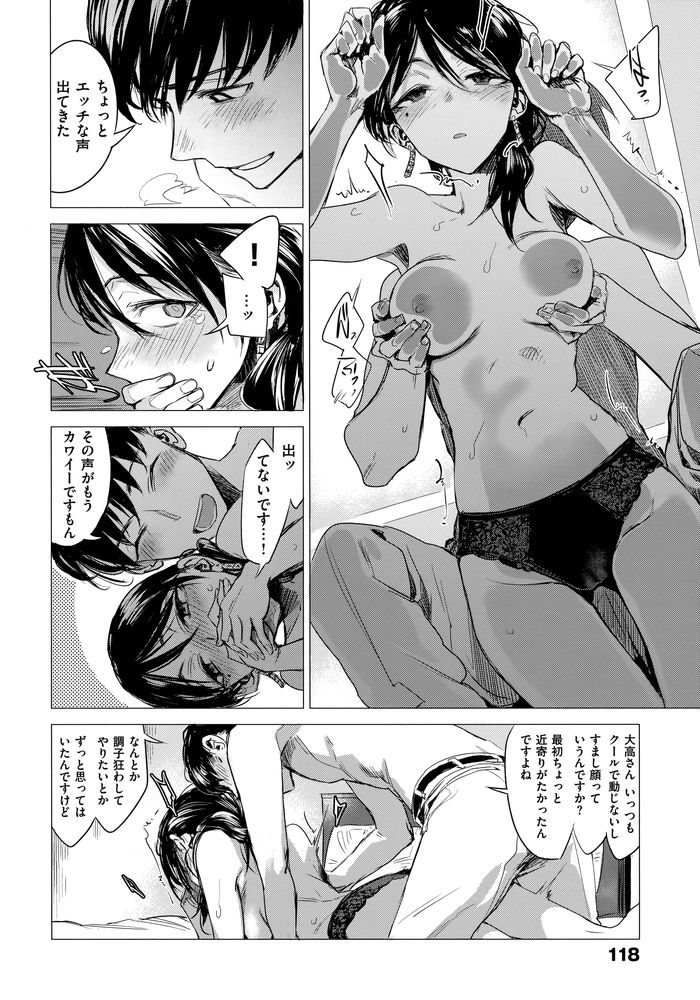 ちょっと
エッチな声
出てきた
!
…ッ
出ッ
てないです…!
その声がもう
カワイーですもん
大高さん いっつも
クールで動じないし
すまし顔って
いうんですか?
最初ちょっと
近寄りがたかったん
ですよね
なんとか
調子狂わして
やりたいとか
ずっと思っては
いたんですけど
118